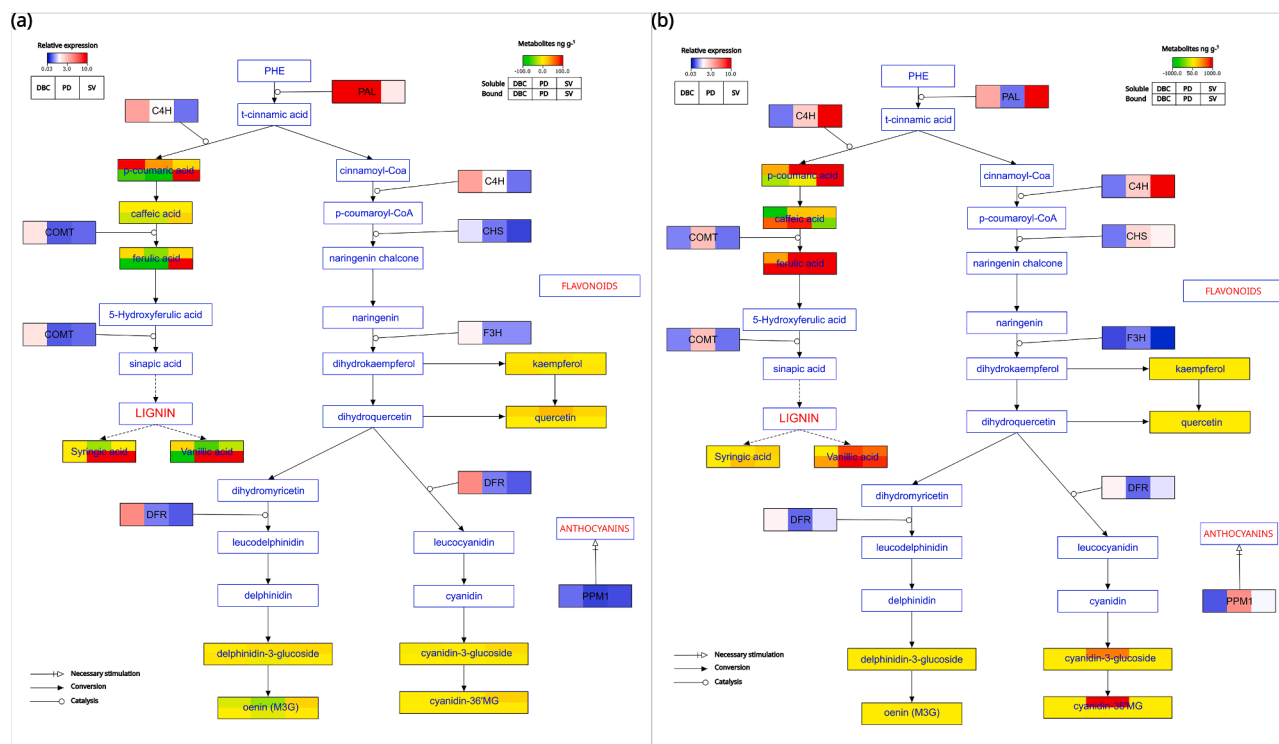 (a)
Relative expression
0.03 3.0 10.0
DBC PD SV
Metabolites ng g-1
-100.0 0.0 100.0
Soluble DBC PD SV
Bound DBC PD SV
PHE
PAL
C4H
t-cinnamic acid
p-coumaric acid
cinnamoyl-Coa
C4H
caffeic acid
p-coumaroyl-CoA
COMT
CHS
ferulic acid
naringenin chalcone
FLAVONOIDS
5-Hydroxyferulic acid
naringenin
COMT
F3H
sinapic acid
dihydrokaempferol
kaempferol
LIGNIN
dihydroquercetin
quercetin
Syringic acid
Vanillic acid
dihydromyricetin
DFR
DFR
ANTHOCYANINS
leucodelphinidin
leucocyanidin
delphinidin
cyanidin
PPM1
delphinidin-3-glucoside
cyanidin-3-glucoside
Necessary stimulation
Conversion
Catalysis
oenin (M3G)
cyanidin-36'MG
(b)
Relative expression
0.03 3.0 10.0
DBC PD SV
Metabolites ng g-1
-1000.0 50.0 1000.0
Soluble DBC PD SV
Bound DBC PD SV
PHE
PAL
C4H
t-cinnamic acid
p-coumaric acid
cinnamoyl-Coa
C4H
caffeic acid
p-coumaroyl-CoA
COMT
CHS
ferulic acid
naringenin chalcone
FLAVONOIDS
5-Hydroxyferulic acid
naringenin
COMT
F3H
sinapic acid
dihydrokaempferol
kaempferol
LIGNIN
dihydroquercetin
quercetin
Syringic acid
Vanillic acid
dihydromyricetin
DFR
DFR
ANTHOCYANINS
leucodelphinidin
leucocyanidin
delphinidin
cyanidin
PPM1
Necessary stimulation
Conversion
Catalysis
delphinidin-3-glucoside
cyanidin-3-glucoside
oenin (M3G)
cyanidin-36'MG